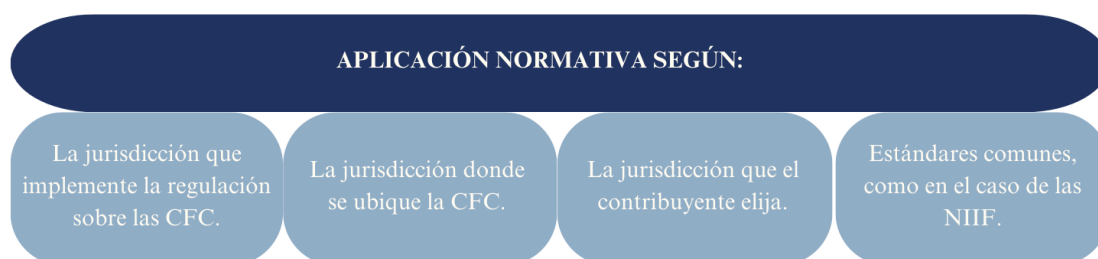 APLICACIÓN NORMATIVA SEGÚN:
La jurisdicción que
implemente la regulación
sobre las CFC.
La jurisdicción donde
se ubique la CFC.
La jurisdicción que el
contribuyente elija.
Estándares comunes,
como en el caso de las
NIIF.